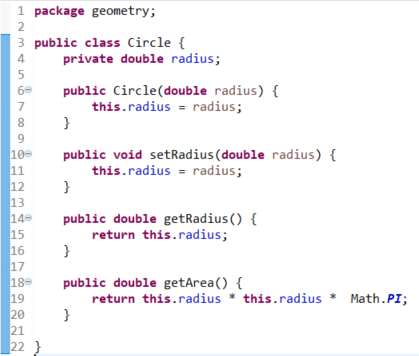 1 package geometry;
2
3 public class Circle {
4     private double radius;
5
6     public Circle(double radius) {
7         this.radius = radius;
8     }
9
10     public void setRadius(double radius) {
11         this.radius = radius;
12     }
13
14     public double getRadius() {
15         return this.radius;
16     }
17
18     public double getArea() {
19         return this.radius * this.radius *  Math.PI;
20     }
21
22 }